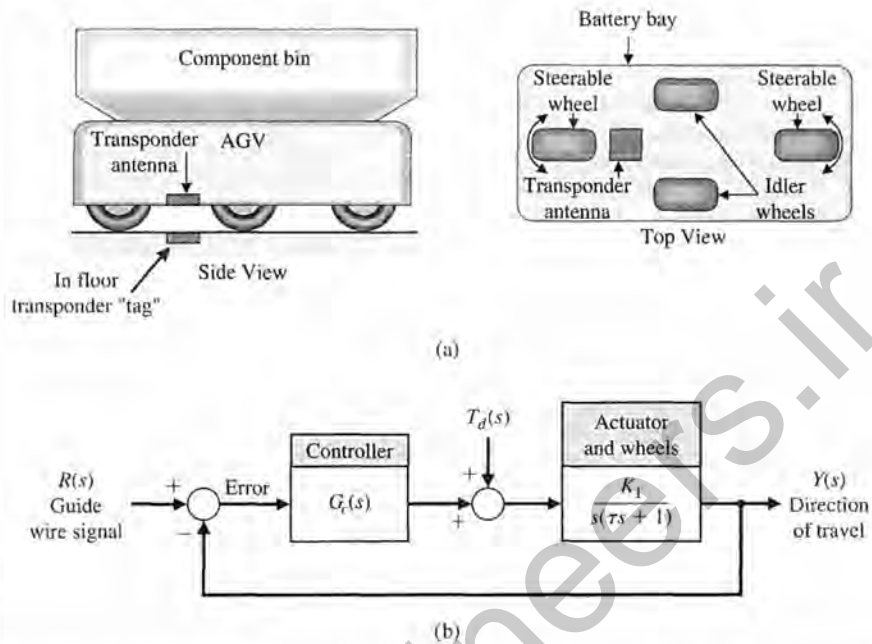 Component bin
Transponder
antenna
AGV
In floor
transponder "tag"
Side View
Battery bay
Steerable
wheel
Steerable
wheel
Transponder
antenna
Idler
wheels
Top View
(a)
R(s)
Guide
wire signal
+
−
Error
Controller
G_c(s)
T_d(s)
+
+
Actuator
and wheels
K_1
s(τs + 1)
Y(s)
Direction
of travel
(b)